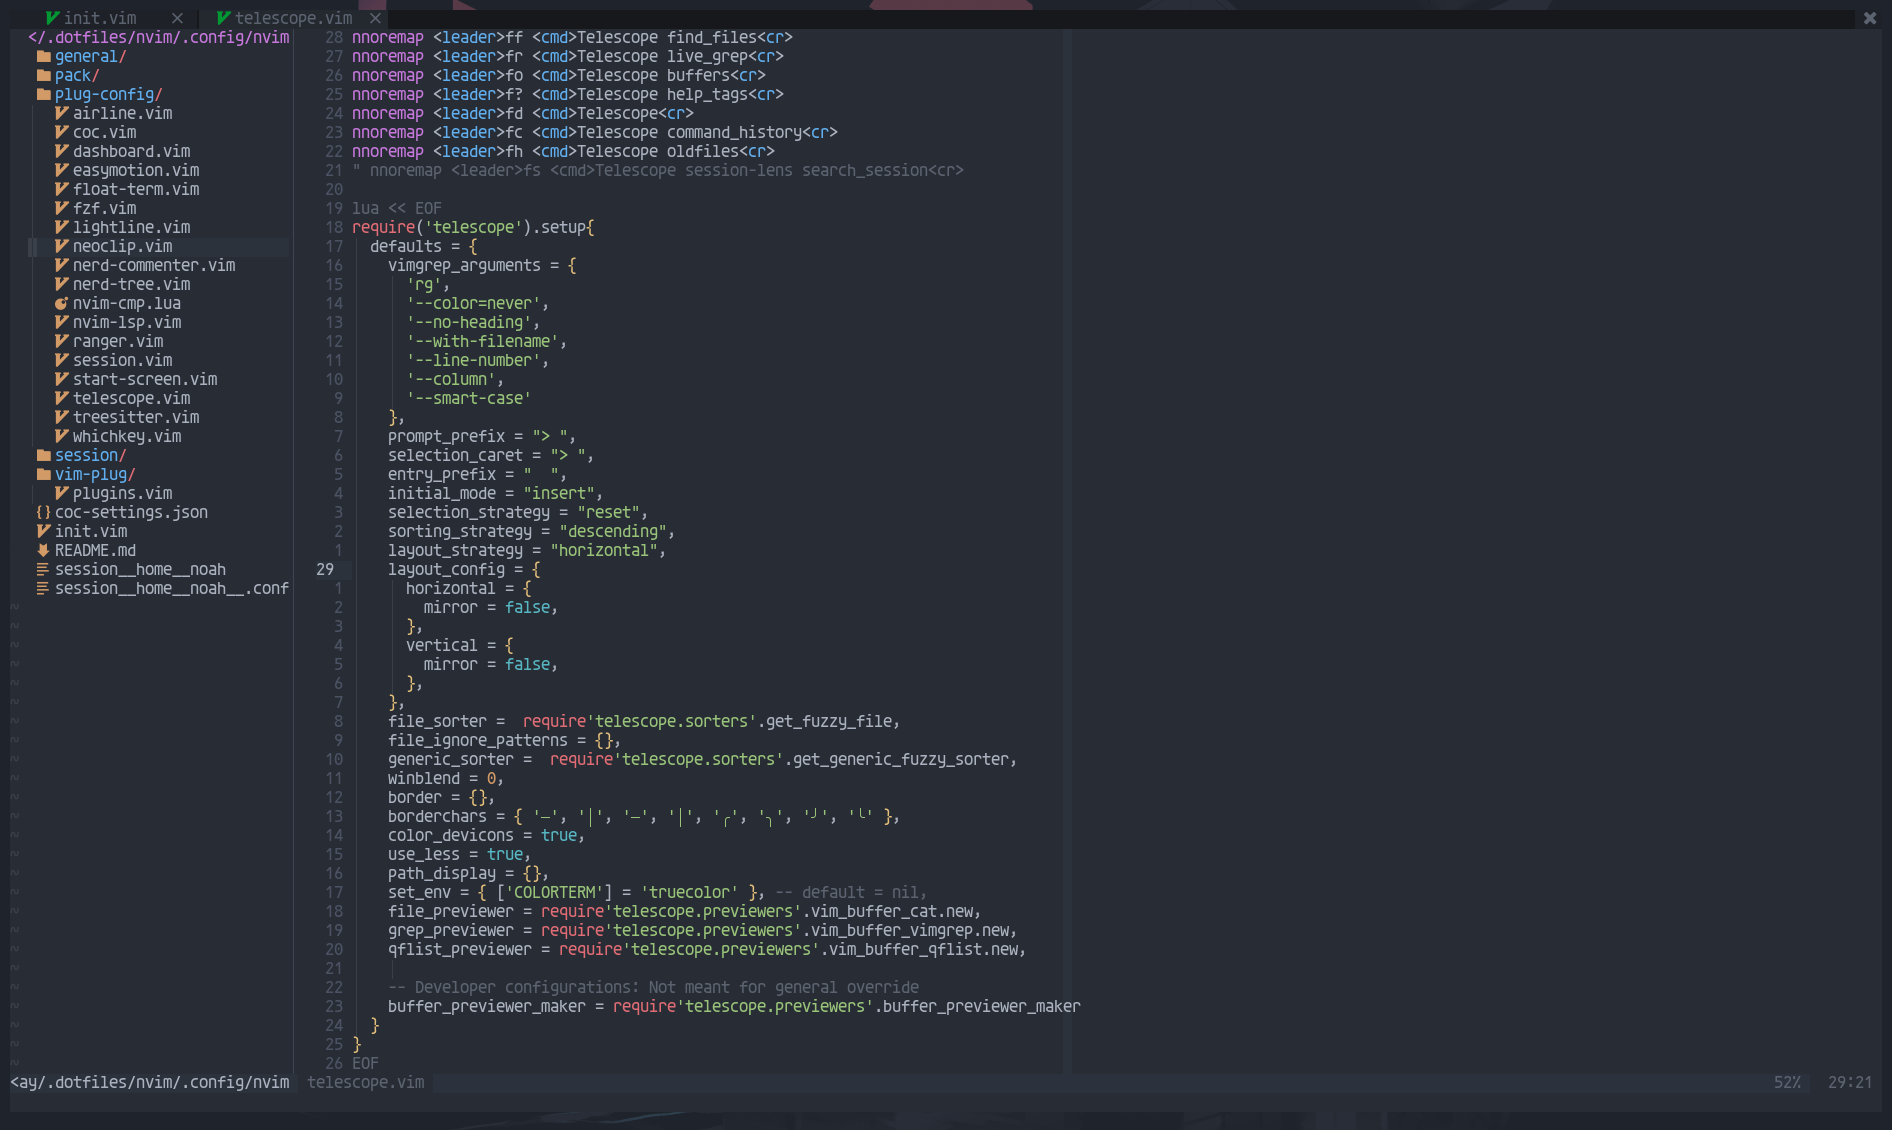 init.vim × telescope.vim ×
</.dotfiles/nvim/.config/nvim
general/
pack/
plug-config/
airline.vim
coc.vim
dashboard.vim
easymotion.vim
float-term.vim
fzf.vim
lightline.vim
neoclip.vim
nerd-commenter.vim
nerd-tree.vim
nvim-cmp.lua
nvim-lsp.vim
ranger.vim
session.vim
start-screen.vim
telescope.vim
treesitter.vim
whichkey.vim
session/
vim-plug/
plugins.vim
coc-settings.json
init.vim
README.md
session__home__noah
session__home__noah__.conf
28 nnoremap <leader>ff <cmd>Telescope find_files<cr>
27 nnoremap <leader>fr <cmd>Telescope live_grep<cr>
26 nnoremap <leader>fo <cmd>Telescope buffers<cr>
25 nnoremap <leader>f? <cmd>Telescope help_tags<cr>
24 nnoremap <leader>fd <cmd>Telescope<cr>
23 nnoremap <leader>fc <cmd>Telescope command_history<cr>
22 nnoremap <leader>fh <cmd>Telescope oldfiles<cr>
21 " nnoremap <leader>fs <cmd>Telescope session-lens search_session<cr>
20
19 lua << EOF
18 require('telescope').setup{
17 defaults = {
16 vimgrep_arguments = {
15 'rg',
14 '--color=never',
13 '--no-heading',
12 '--with-filename',
11 '--line-number',
10 '--column',
9 '--smart-case'
8 },
7 prompt_prefix = "> ",
6 selection_caret = "> ",
5 entry_prefix = "  ",
4 initial_mode = "insert",
3 selection_strategy = "reset",
2 sorting_strategy = "descending",
1 layout_strategy = "horizontal",
29 layout_config = {
1 horizontal = {
2 mirror = false,
3 },
4 vertical = {
5 mirror = false,
6 },
7 },
8 file_sorter =  require'telescope.sorters'.get_fuzzy_file,
9 file_ignore_patterns = {},
10 generic_sorter =  require'telescope.sorters'.get_generic_fuzzy_sorter,
11 winblend = 0,
12 border = {},
13 borderchars = { '─', '│', '─', '│', '╭', '╮', '╯', '╰' },
14 color_devicons = true,
15 use_less = true,
16 path_display = {},
17 set_env = { ['COLORTERM'] = 'truecolor' }, -- default = nil,
18 file_previewer = require'telescope.previewers'.vim_buffer_cat.new,
19 grep_previewer = require'telescope.previewers'.vim_buffer_vimgrep.new,
20 qflist_previewer = require'telescope.previewers'.vim_buffer_qflist.new,
21
22 -- Developer configurations: Not meant for general override
23 buffer_previewer_maker = require'telescope.previewers'.buffer_previewer_maker
24 }
25 }
26 EOF
<ay/.dotfiles/nvim/.config/nvim telescope.vim 52% 29:21